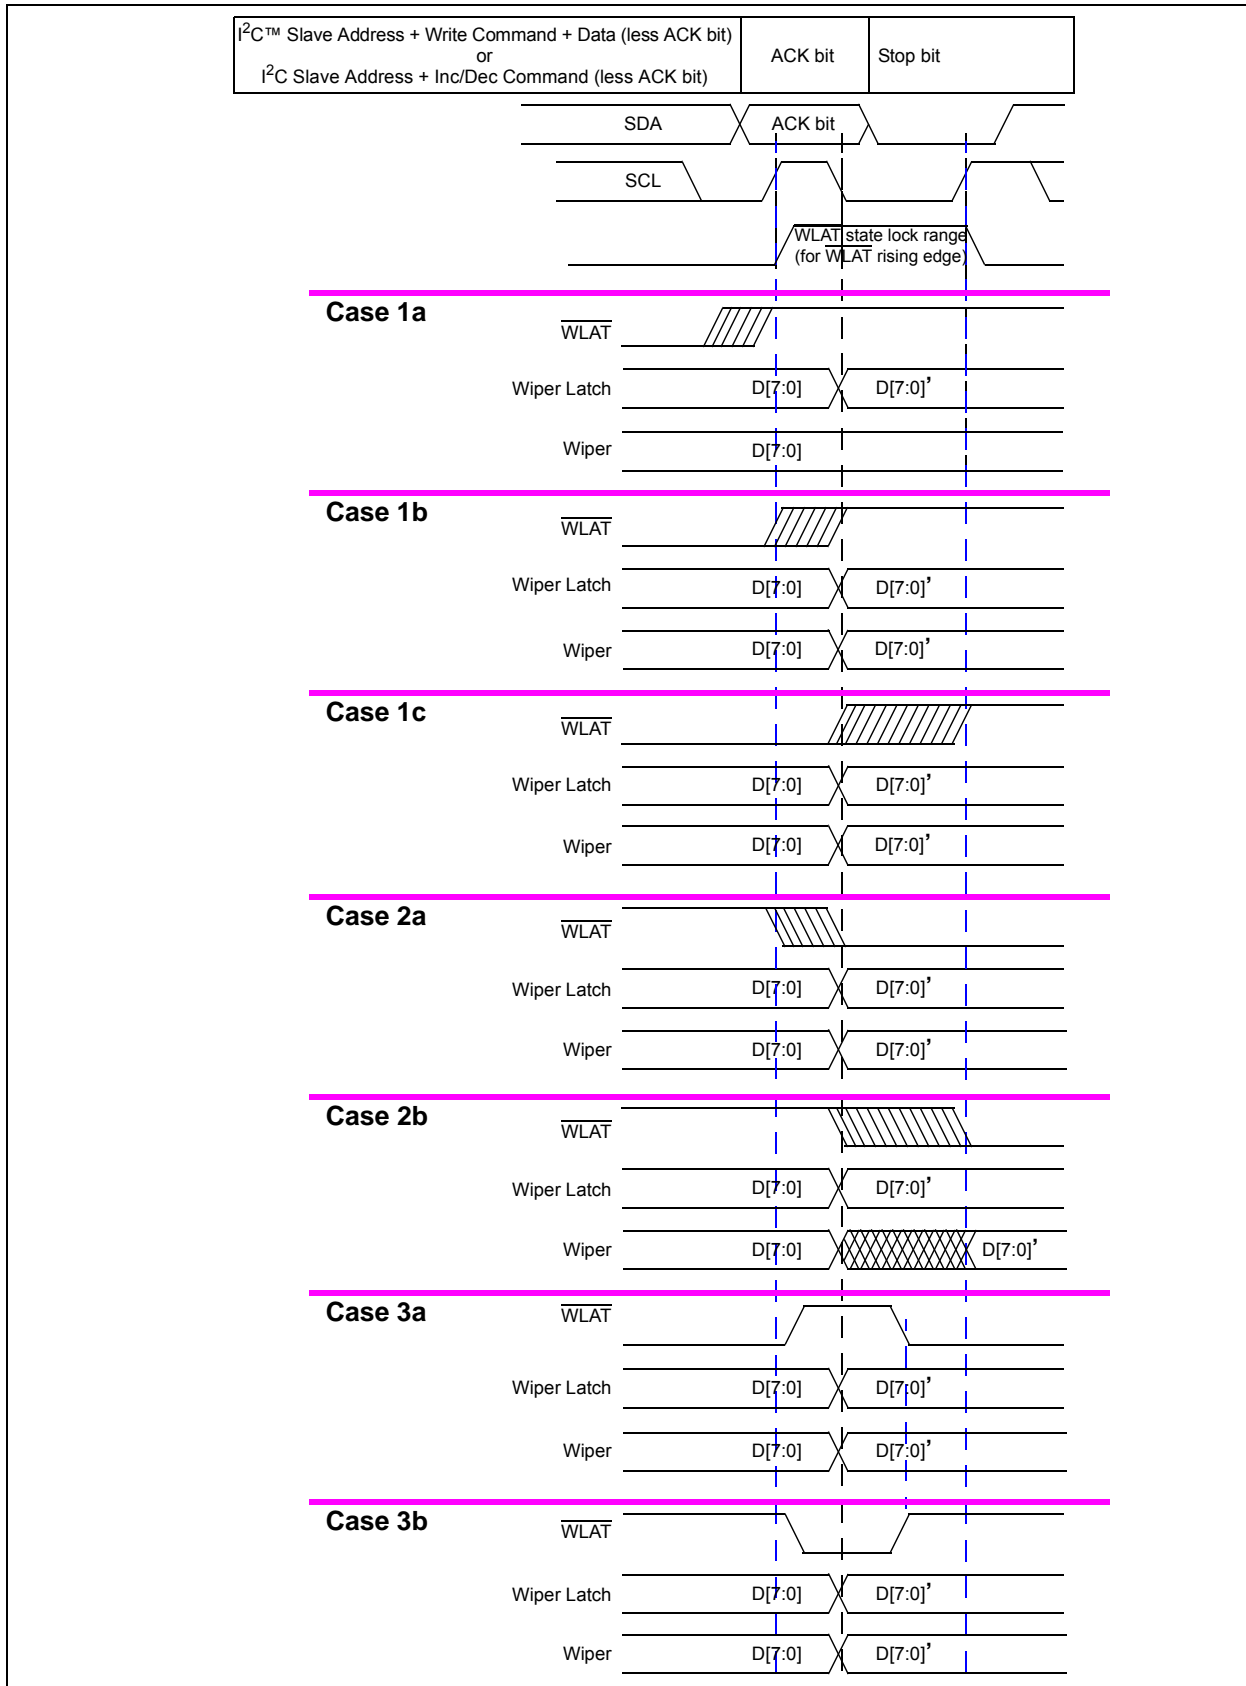 I²C™ Slave Address + Write Command + Data (less ACK bit)
or
I²C Slave Address + Inc/Dec Command (less ACK bit)
ACK bit
Stop bit
SDA
ACK bit
SCL
WLAT state lock range
(for WLAT rising edge)
Case 1a
WLAT
Wiper Latch
D[7:0]
D[7:0]’
Wiper
D[7:0]
Case 1b
WLAT
Wiper Latch
D[7:0]
D[7:0]’
Wiper
D[7:0]
D[7:0]’
Case 1c
WLAT
Wiper Latch
D[7:0]
D[7:0]’
Wiper
D[7:0]
D[7:0]’
Case 2a
WLAT
Wiper Latch
D[7:0]
D[7:0]’
Wiper
D[7:0]
D[7:0]’
Case 2b
WLAT
Wiper Latch
D[7:0]
D[7:0]’
Wiper
D[7:0]
D[7:0]’
Case 3a
WLAT
Wiper Latch
D[7:0]
D[7:0]’
Wiper
D[7:0]
D[7:0]’
Case 3b
WLAT
Wiper Latch
D[7:0]
D[7:0]’
Wiper
D[7:0]
D[7:0]’